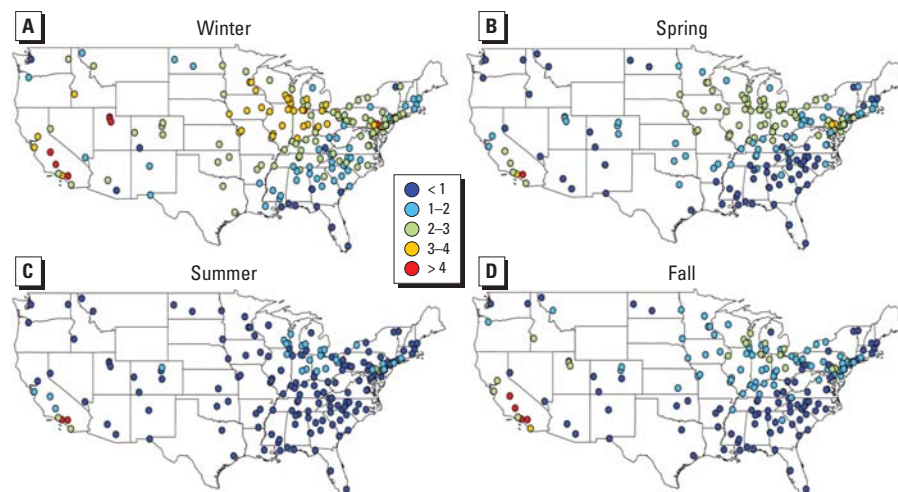 A
Winter
B
Spring
< 1
1–2
2–3
3–4
> 4
C
Summer
D
Fall